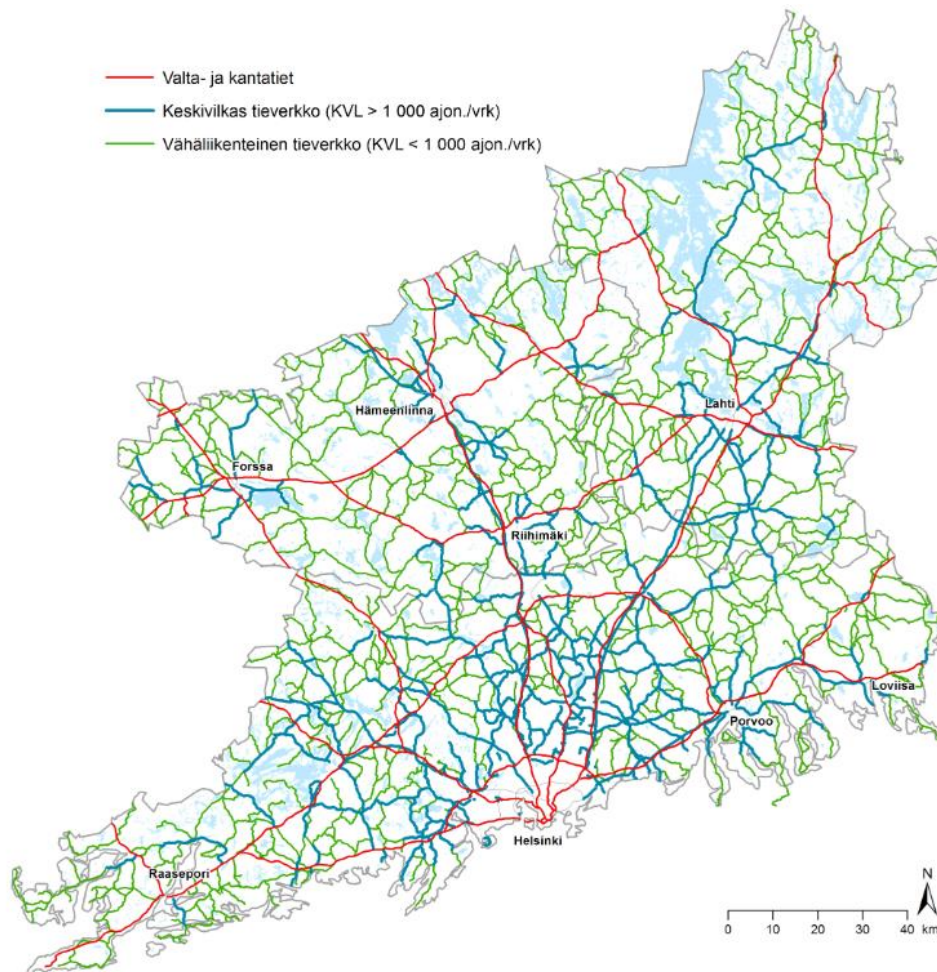 Valta- ja kantatiet
Keskivilkas tieverkko (KVL > 1 000 ajon./vrk)
Vähäliikenteinen tieverkko (KVL < 1 000 ajon./vrk)
Lahti
Hämeenlinna
Forssa
Riihimäki
Loviisa
Porvoo
Helsinki
Raasepori
N
0 10 20 30 40 km